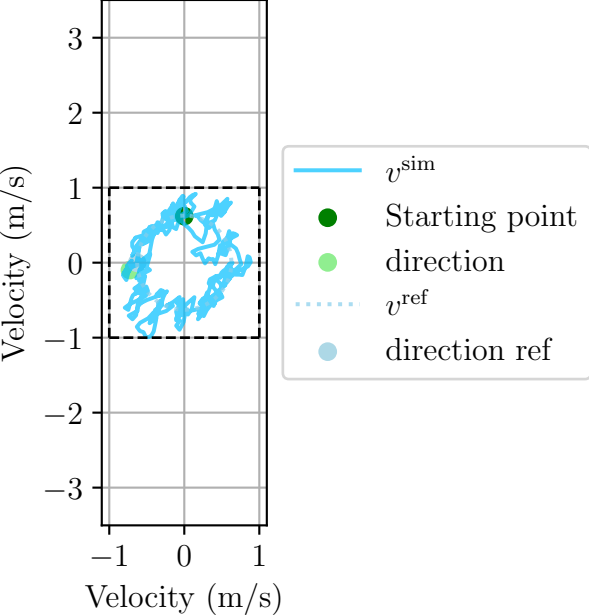 3
2
1
0
−1
−2
−3
Velocity (m/s)
−1 0 1
Velocity (m/s)
v^sim
Starting point
direction
v^ref
direction ref